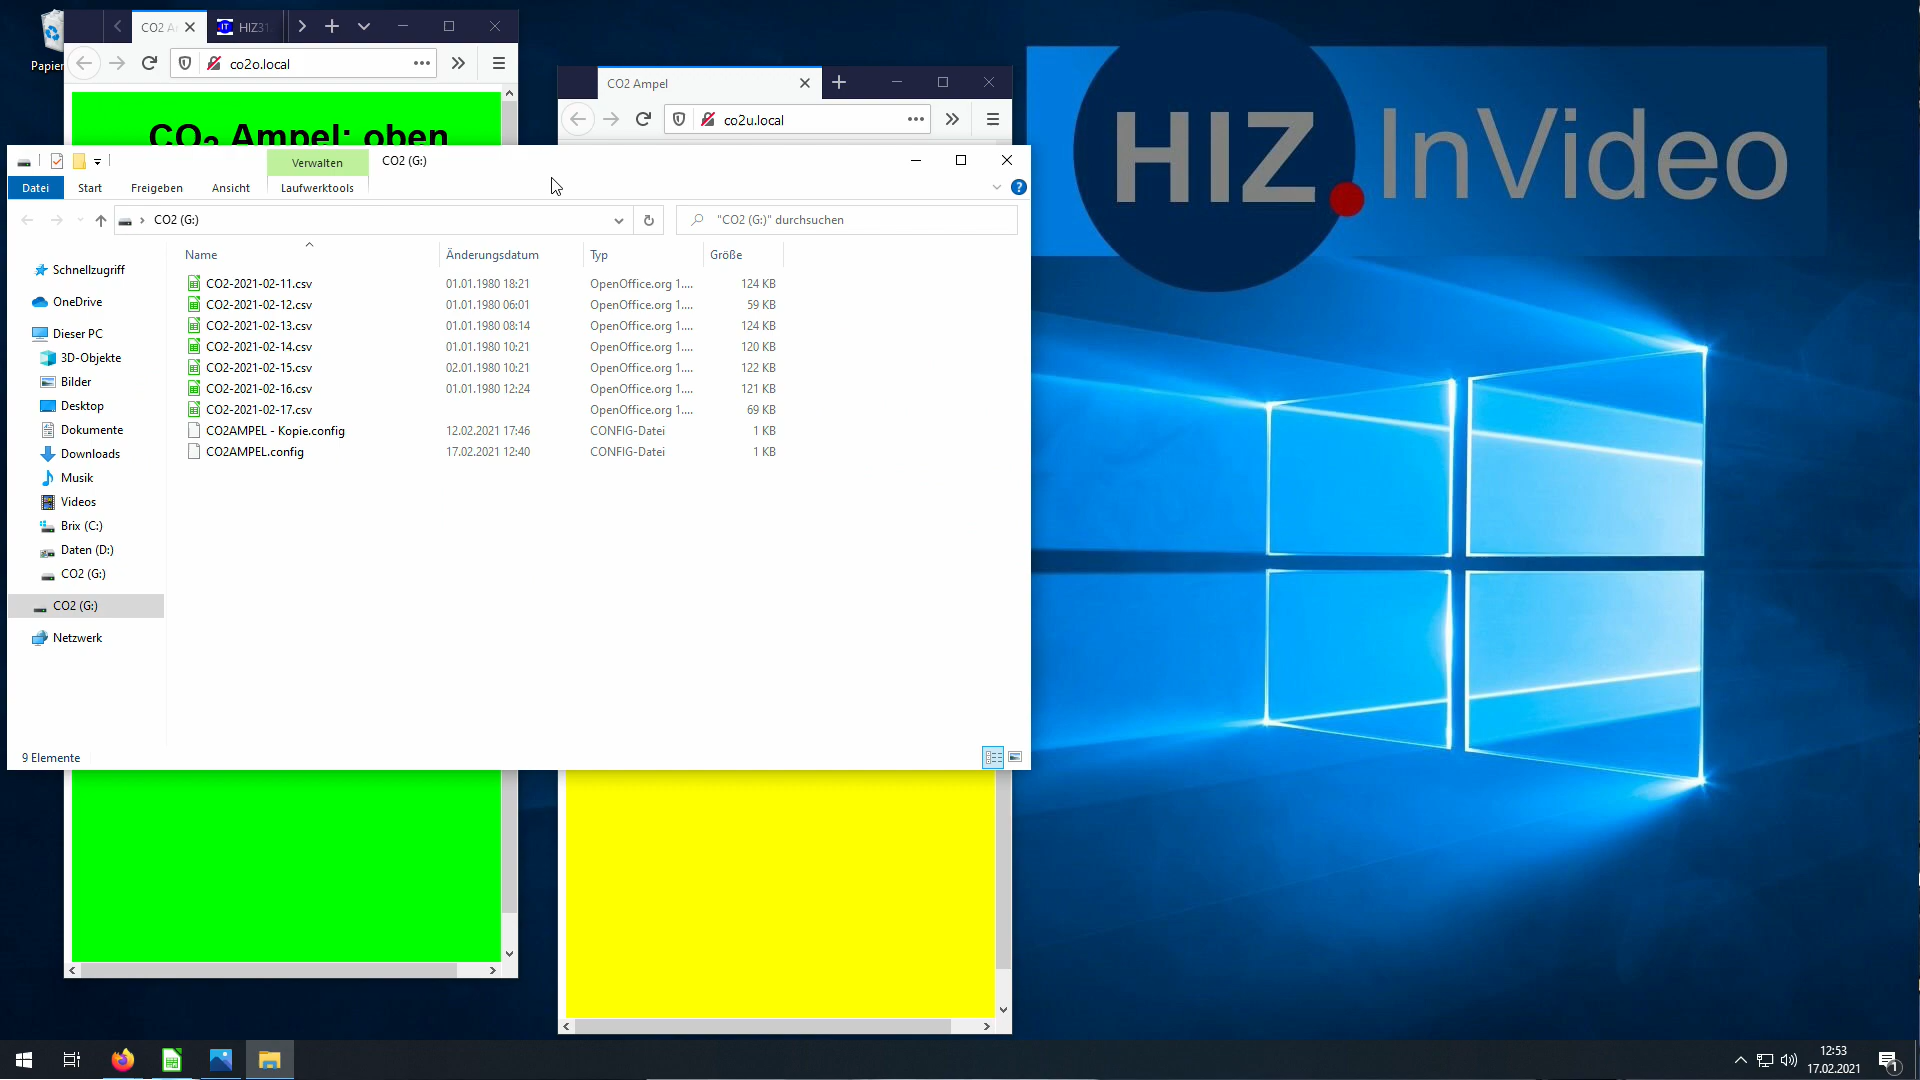 Papier
CO2 A
HIZ31
co2o.local
CO2 Ampel
co2u.local
CO2 Ampel: oben
HIZ.InVideo
Verwalten
CO2 (G:)
Datei
Start
Freigeben
Ansicht
Laufwerktools
CO2 (G:)
"CO2 (G:)" durchsuchen
Name
Änderungsdatum
Typ
Größe
CO2-2021-02-11.csv 01.01.1980 18:21 OpenOffice.org 1.... 124 KB
CO2-2021-02-12.csv 01.01.1980 06:01 OpenOffice.org 1.... 59 KB
CO2-2021-02-13.csv 01.01.1980 08:14 OpenOffice.org 1.... 124 KB
CO2-2021-02-14.csv 01.01.1980 10:21 OpenOffice.org 1.... 120 KB
CO2-2021-02-15.csv 02.01.1980 10:21 OpenOffice.org 1.... 122 KB
CO2-2021-02-16.csv 01.01.1980 12:24 OpenOffice.org 1.... 121 KB
CO2-2021-02-17.csv OpenOffice.org 1.... 69 KB
CO2AMPEL - Kopie.config 12.02.2021 17:46 CONFIG-Datei 1 KB
CO2AMPEL.config 17.02.2021 12:40 CONFIG-Datei 1 KB
Schnellzugriff
OneDrive
Dieser PC
3D-Objekte
Bilder
Desktop
Dokumente
Downloads
Musik
Videos
Brix (C:)
Daten (D:)
CO2 (G:)
CO2 (G:)
Netzwerk
9 Elemente
12:53
17.02.2021
1